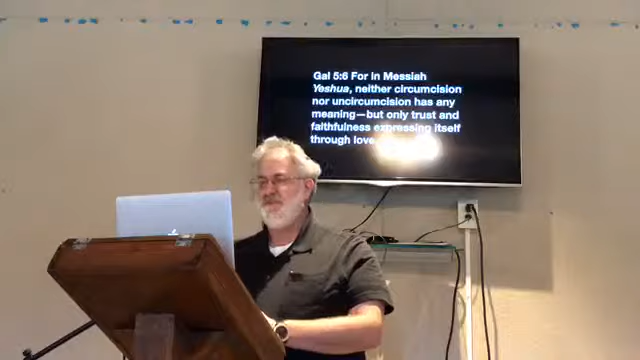 Gal 5:6 For in Messiah
Yeshua, neither circumcision
nor uncircumcision has any
meaning—but only trust and
faithfulness expressing itself
through love